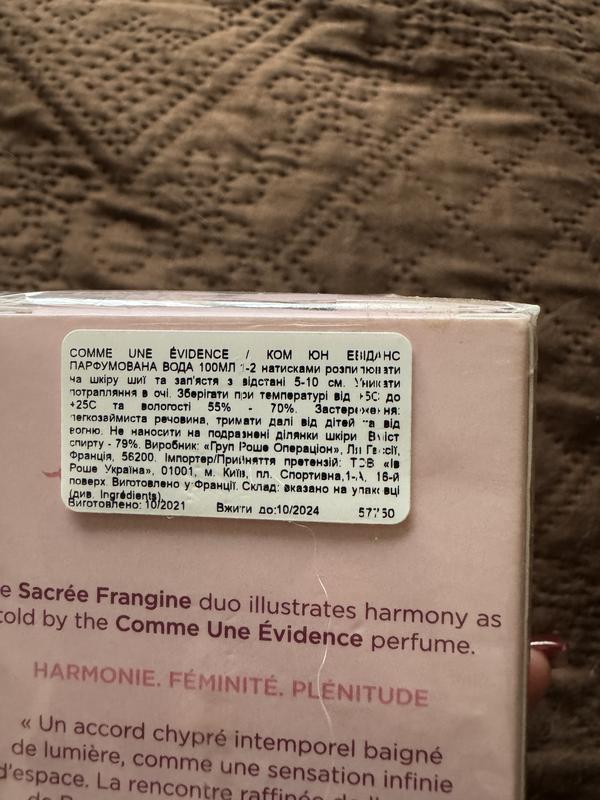 COMME UNE ÉVIDENCE / КОМ ЮН ЕВІДАНС
ПАРФУМОВАНА ВОДА 100МЛ 1-2 натисками розпилювати
на шкіру шиї та зап'ястя з відстані 5-10 см. Уникати
потрапляння в очі. Зберігати при температурі від +5С до
+25С та вологості 55% - 70%. Застереження:
легкозаймиста речовина, тримати далі від дітей та від
вогню. Не наносити на подразнені ділянки шкіри Вміст
спирту - 79%. Виробник: «Груп Роше Операціон», Ля Гасілі,
Франція, 56200. Імпортер/Прийняття претензій: ТОВ «Ів
Роше Україна», 01001, м. Київ, пл. Спортивна,1-А, 16-й
поверх. Виготовлено у Франції. Склад: вказано на упаковці
(див. Ingrédients).
Виготовлено: 10/2021 Вжити до:10/2024 57750
e Sacrée Frangine duo illustrates harmony as
told by the Comme Une Évidence perfume.
HARMONIE. FÉMINITÉ. PLÉNITUDE
« Un accord chypré intemporel baigné
de lumière, comme une sensation infinie
d'espace. La rencontre raffinée de l'